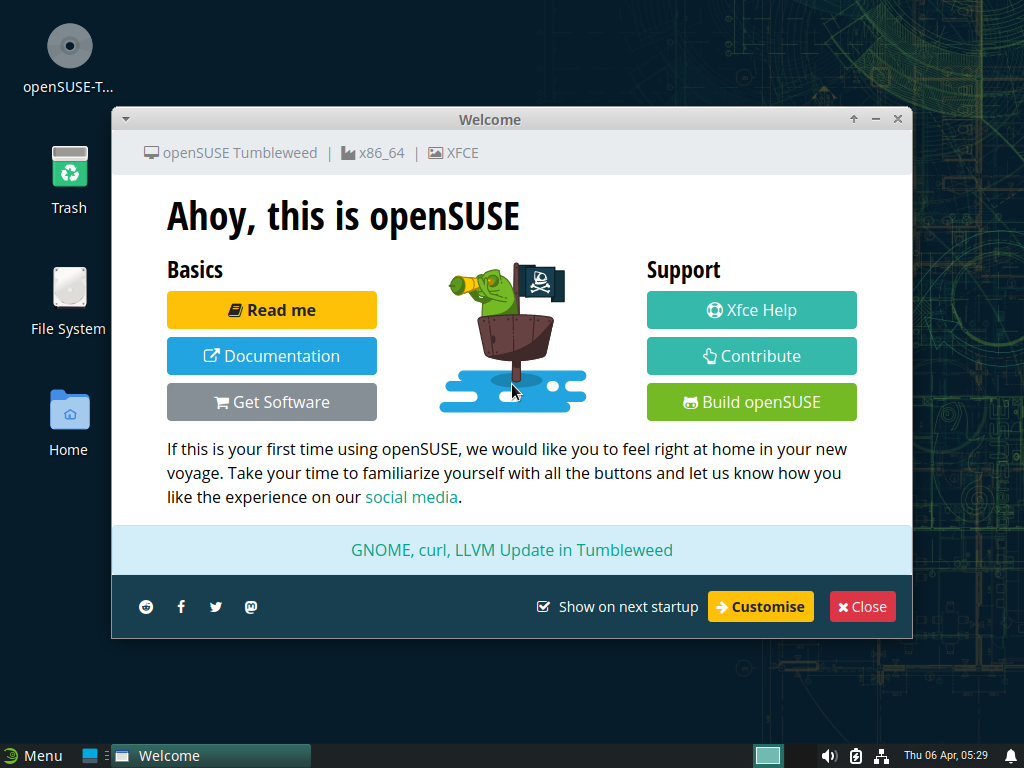 openSUSE-T...
Trash
File System
Home
Welcome
openSUSE Tumbleweed | x86_64 | XFCE
Ahoy, this is openSUSE
Basics
Read me
Documentation
Get Software
Support
Xfce Help
Contribute
Build openSUSE
If this is your first time using openSUSE, we would like you to feel right at home in your new
voyage. Take your time to familiarize yourself with all the buttons and let us know how you
like the experience on our social media.
GNOME, curl, LLVM Update in Tumbleweed
Show on next startup
Customise
Close
Menu
Welcome
Thu 06 Apr, 05:29